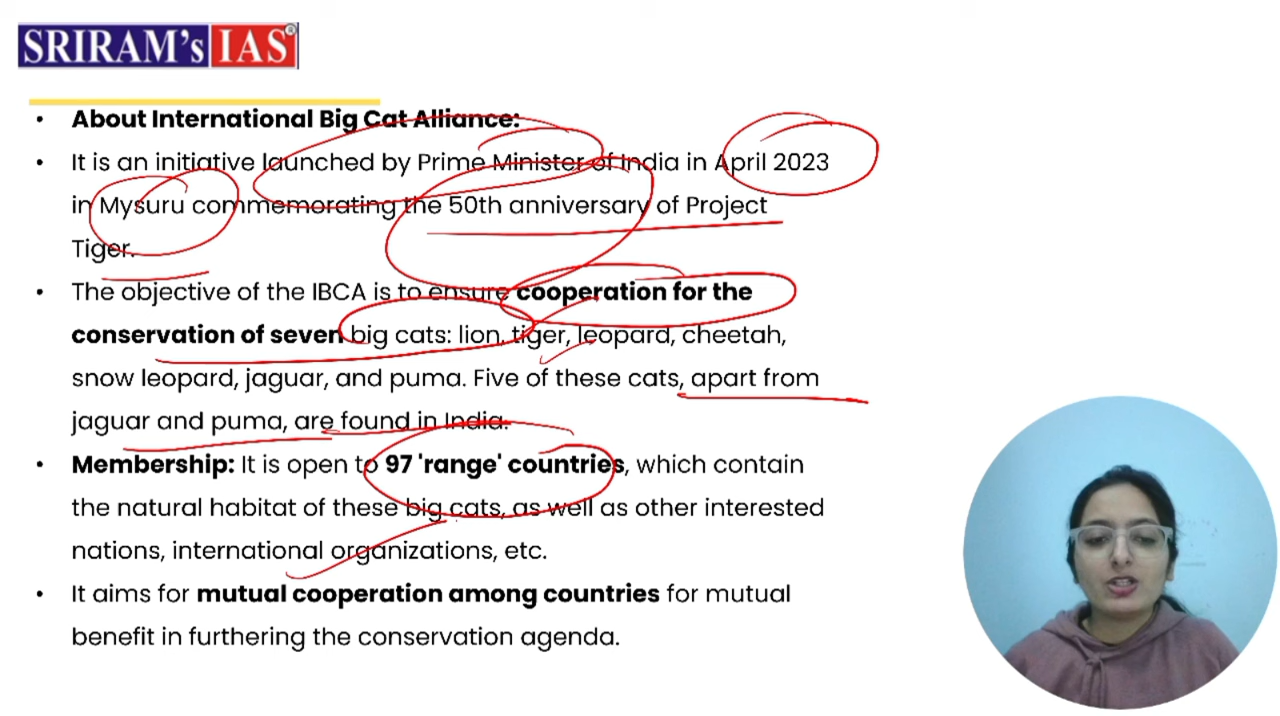 SRIRAM's IAS®
• About International Big Cat Alliance:
• It is an initiative launched by Prime Minister of India in April 2023
in Mysuru commemorating the 50th anniversary of Project
Tiger.
• The objective of the IBCA is to ensure cooperation for the
conservation of seven big cats: lion, tiger, leopard, cheetah,
snow leopard, jaguar, and puma. Five of these cats, apart from
jaguar and puma, are found in India.
• Membership: It is open to 97 'range' countries, which contain
the natural habitat of these big cats, as well as other interested
nations, international organizations, etc.
• It aims for mutual cooperation among countries for mutual
benefit in furthering the conservation agenda.